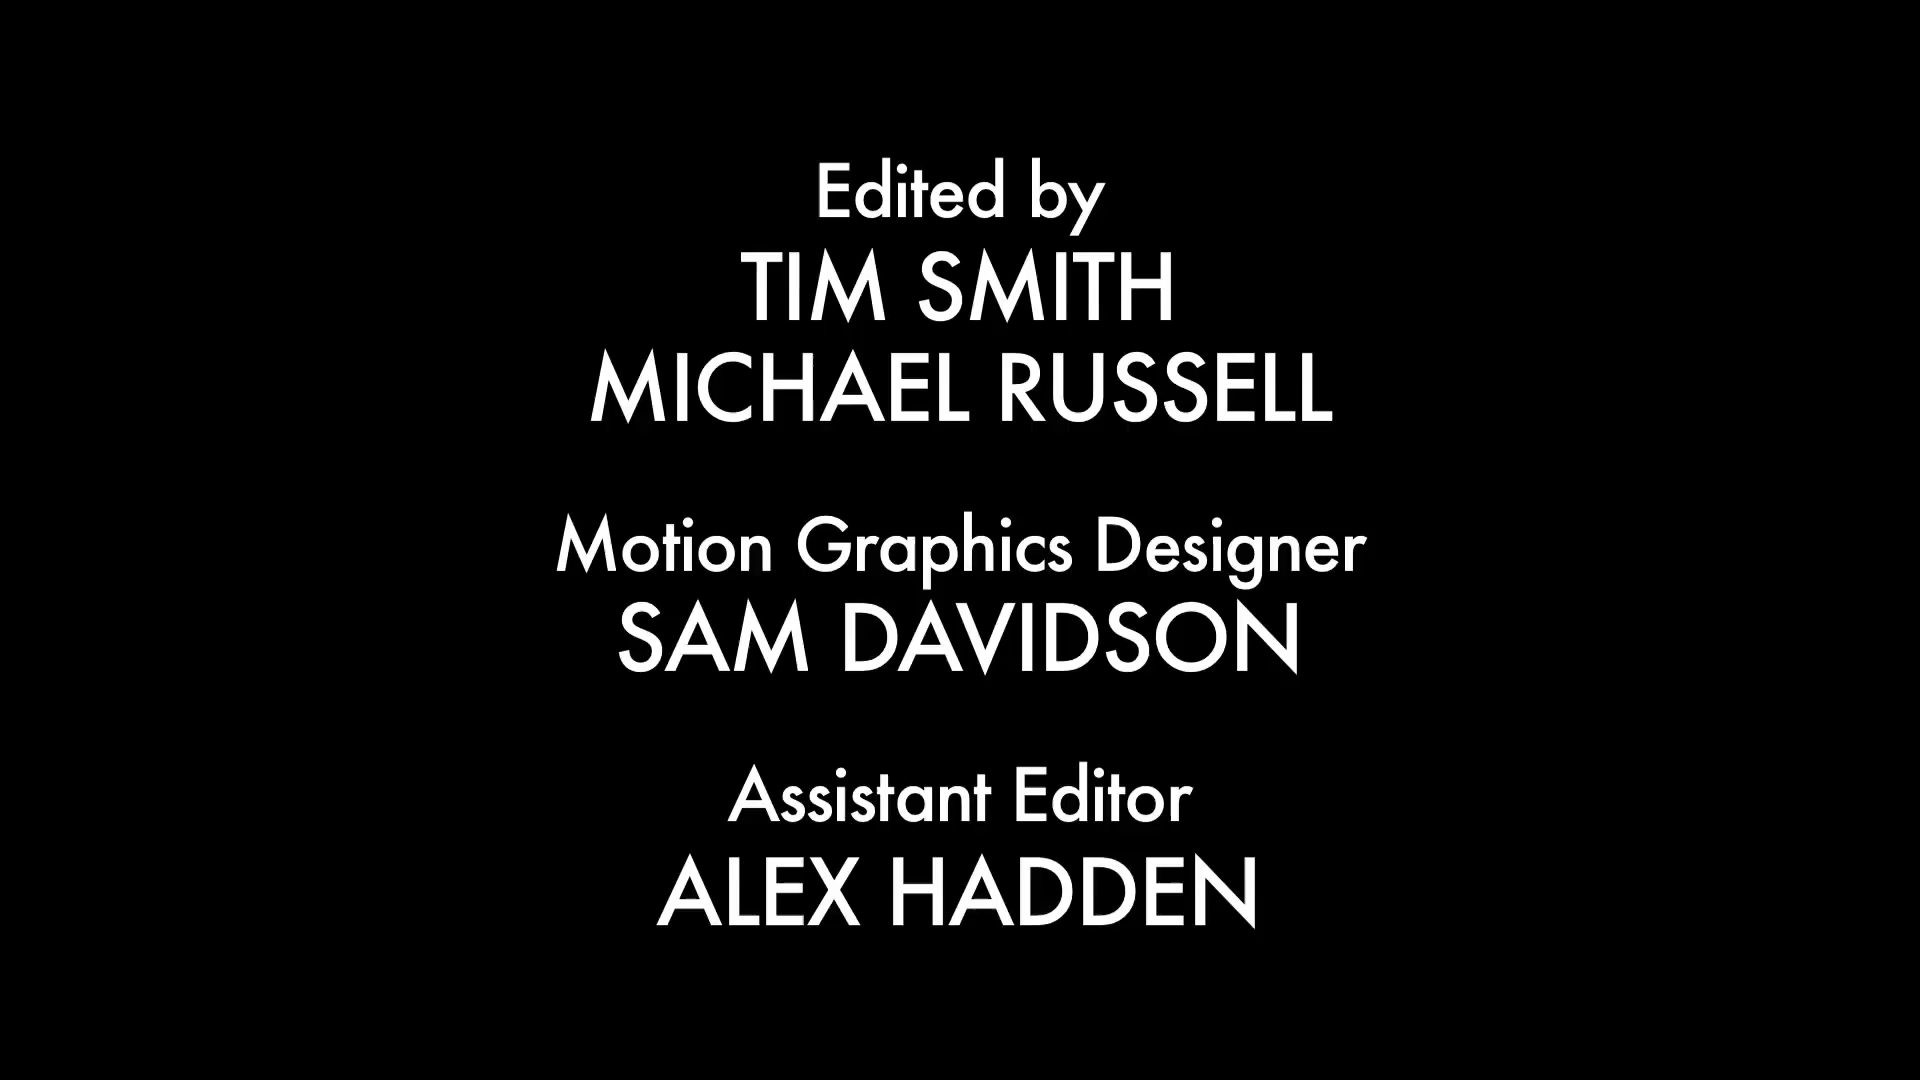 Edited by
TIM SMITH
MICHAEL RUSSELL
Motion Graphics Designer
SAM DAVIDSON
Assistant Editor
ALEX HADDEN